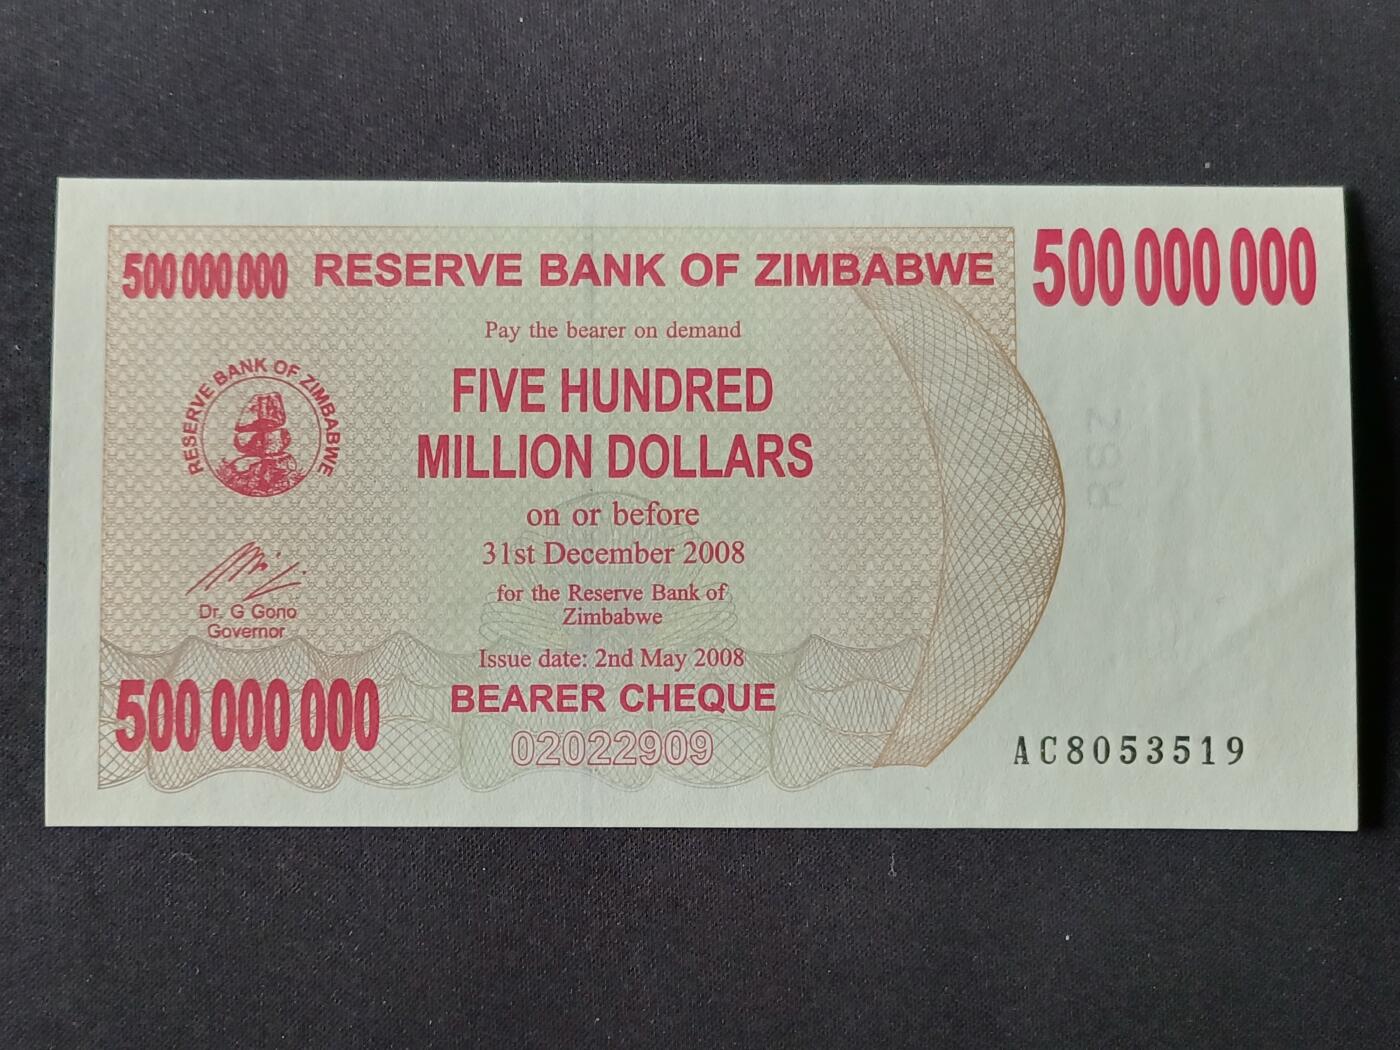 500 000 000 RESERVE BANK OF ZIMBABWE 500 000 000
Pay the bearer on demand
RESERVE BANK OF ZIMBABWE
FIVE HUNDRED
MILLION DOLLARS
on or before
31st December 2008
for the Reserve Bank of
Zimbabwe
Dr. G Gono
Governor
Issue date: 2nd May 2008
500 000 000
BEARER CHEQUE
02022909
AC8053519